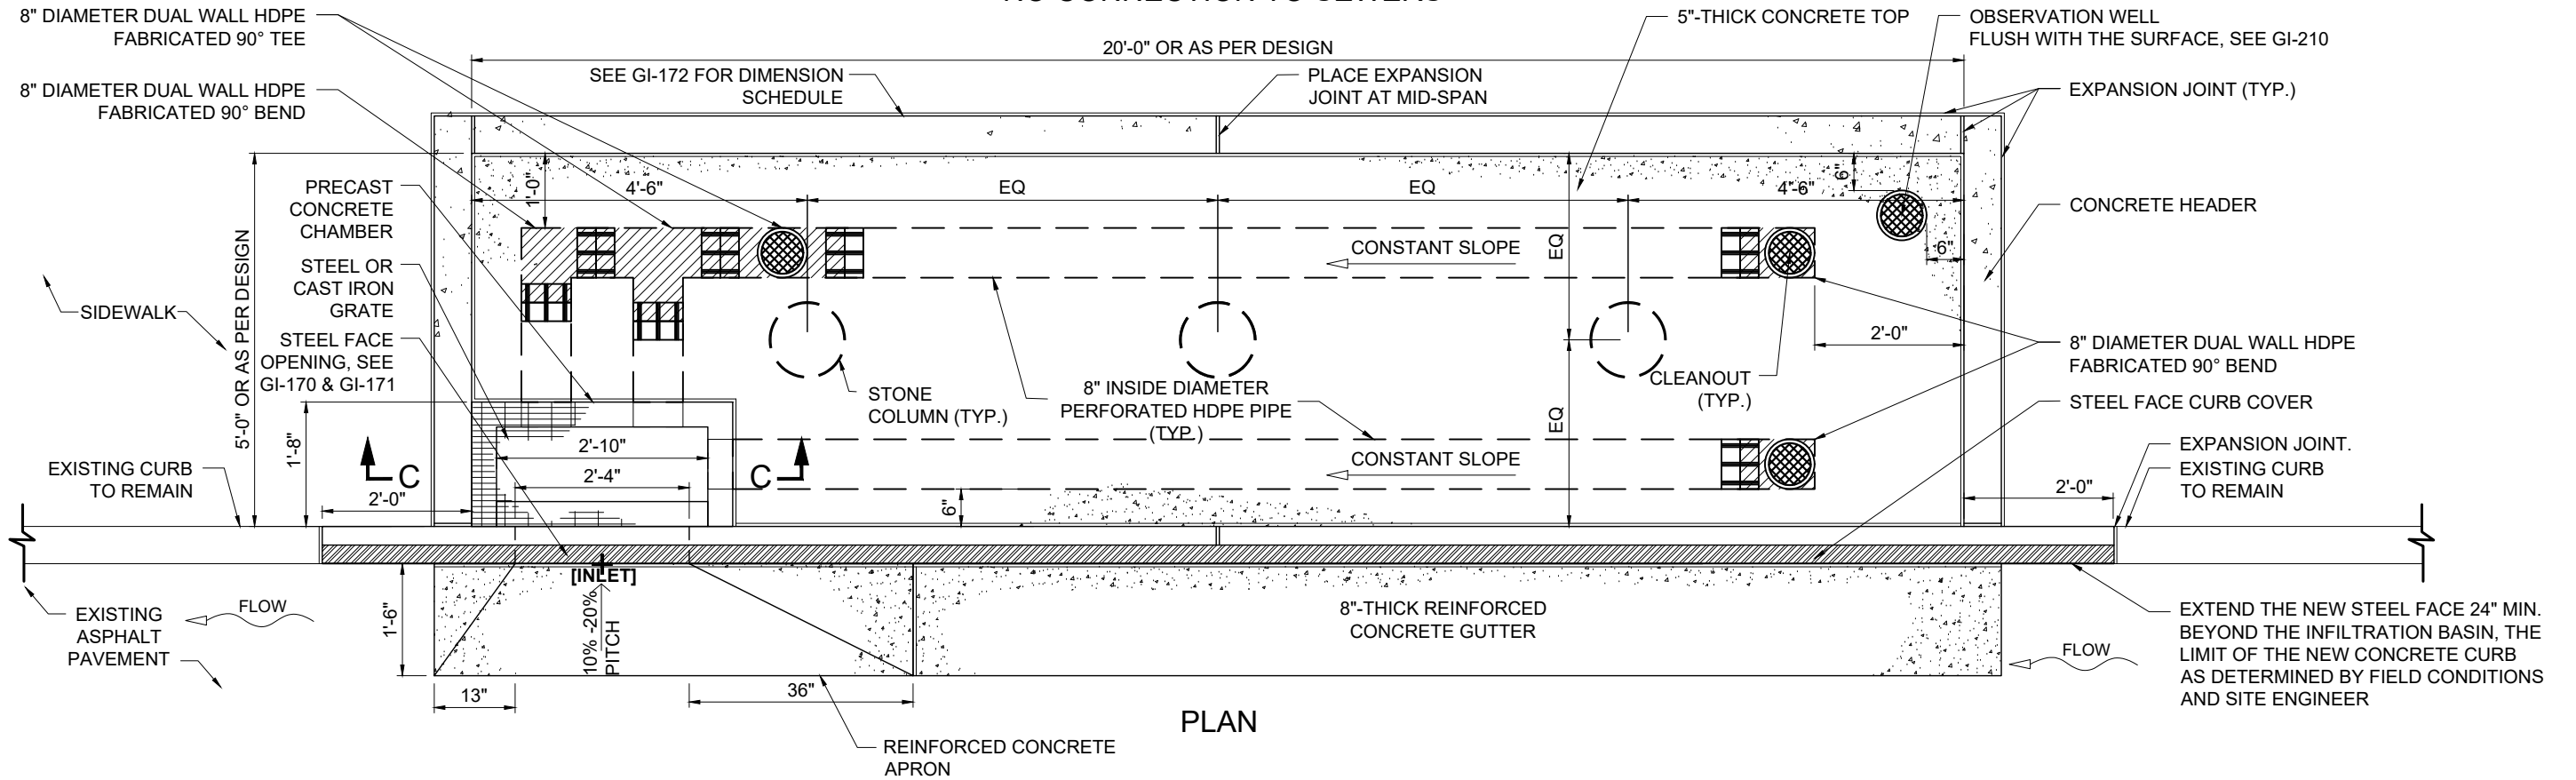 8" DIAMETER DUAL WALL HDPE
FABRICATED 90° TEE
8" DIAMETER DUAL WALL HDPE
FABRICATED 90° BEND
SEE GI-172 FOR DIMENSION
SCHEDULE
20'-0" OR AS PER DESIGN
PLACE EXPANSION
JOINT AT MID-SPAN
5"-THICK CONCRETE TOP
OBSERVATION WELL
FLUSH WITH THE SURFACE, SEE GI-210
EXPANSION JOINT (TYP.)
CONCRETE HEADER
PRECAST
CONCRETE
CHAMBER
STEEL OR
CAST IRON
GRATE
STEEL FACE
OPENING, SEE
GI-170 & GI-171
SIDEWALK
5'-0" OR AS PER DESIGN
1'-0"
4'-6"
EQ
EQ
4'-6"
6"
6"
CONSTANT SLOPE
EQ
EQ
2'-0"
STONE
COLUMN (TYP.)
8" INSIDE DIAMETER
PERFORATED HDPE PIPE
(TYP.)
CLEANOUT
(TYP.)
8" DIAMETER DUAL WALL HDPE
FABRICATED 90° BEND
STEEL FACE CURB COVER
EXPANSION JOINT.
EXISTING CURB
TO REMAIN
EXISTING CURB
TO REMAIN
1'-8"
C
C
2'-10"
2'-4"
2'-0"
CONSTANT SLOPE
6"
2'-0"
[INLET]
10% -20%
PITCH
EXISTING
ASPHALT
PAVEMENT
FLOW
1'-6"
13"
36"
8"-THICK REINFORCED
CONCRETE GUTTER
FLOW
EXTEND THE NEW STEEL FACE 24" MIN.
BEYOND THE INFILTRATION BASIN, THE
LIMIT OF THE NEW CONCRETE CURB
AS DETERMINED BY FIELD CONDITIONS
AND SITE ENGINEER
PLAN
REINFORCED CONCRETE
APRON